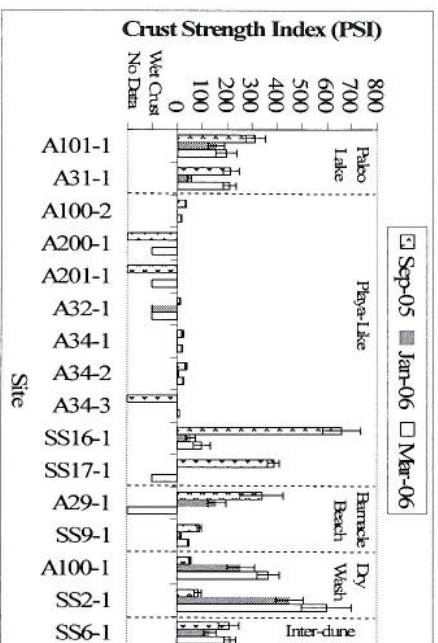 Sep-05 Jan-06 Mar-06
Crust Strength Index (PSI)
800
700
600
500
400
300
200
100
0
Wet Crust
No Data
Paleo
Lake
Playa-Like
Barnacle
Beach
Dry
Wash
Inter-dune
A101-1
A31-1
A100-2
A200-1
A201-1
A32-1
A34-1
A34-2
A34-3
SS16-1
SS17-1
A29-1
SS9-1
A100-1
SS2-1
SS6-1
Site